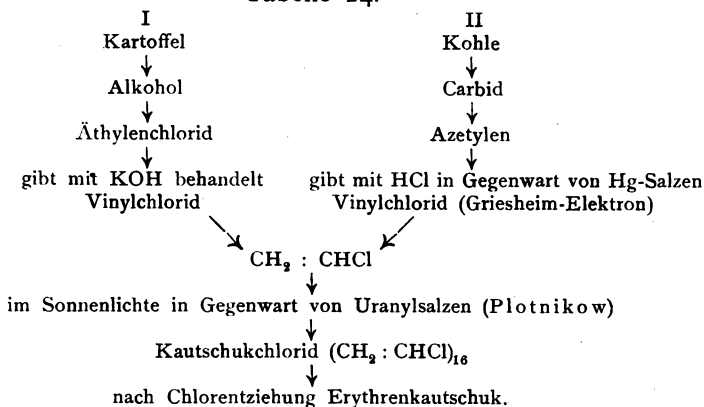 I
Kartoffel
Alkohol
Äthylenchlorid
gibt mit KOH behandelt
Vinylchlorid
II
Kohle
Carbid
Azetylen
gibt mit HCl in Gegenwart von Hg-Salzen
Vinylchlorid (Griesheim-Elektron)
CH₂ : CHCl
im Sonnenlichte in Gegenwart von Uranylsalzen (Plotnikow)
Kautschukchlorid (CH₂ : CHCl)₁₆
nach Chlorentziehung Erythrenkautschuk.